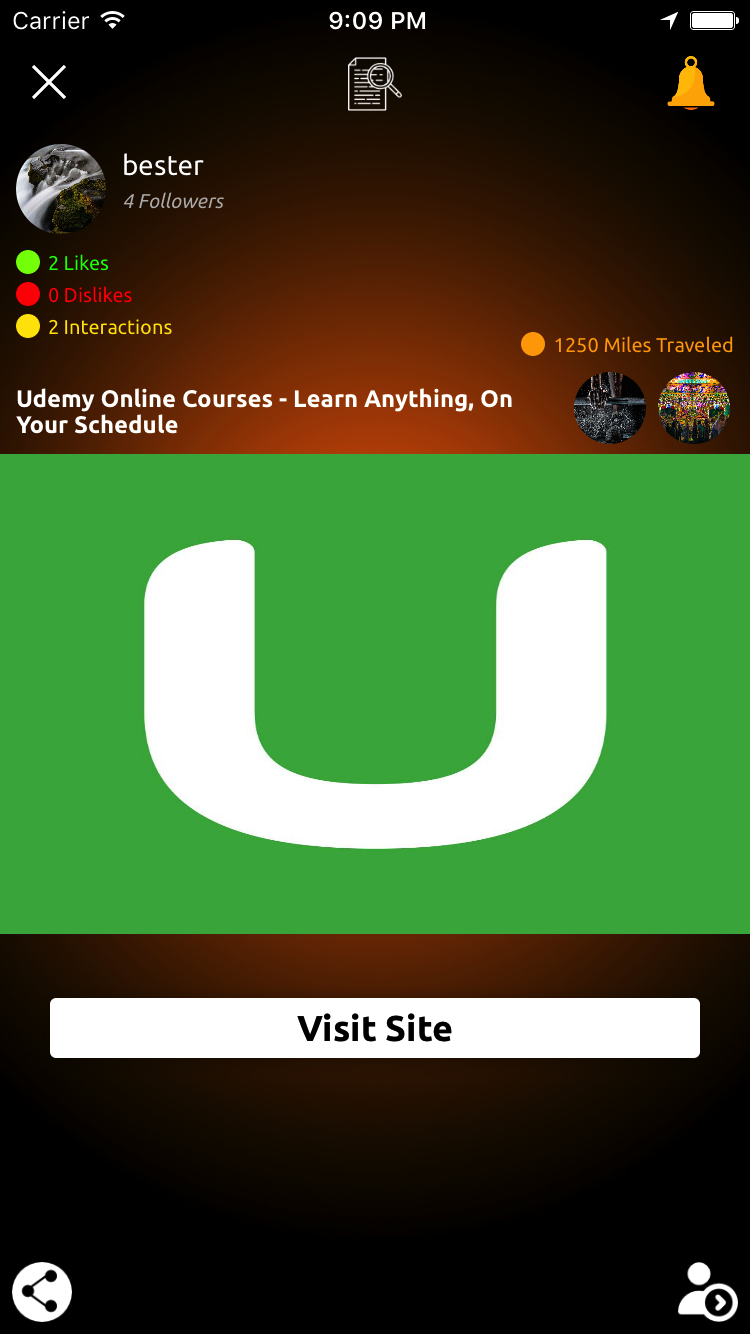 Carrier 9:09 PM
bester
4 Followers
2 Likes
0 Dislikes
2 Interactions
1250 Miles Traveled
Udemy Online Courses - Learn Anything, On
Your Schedule
U
Visit Site